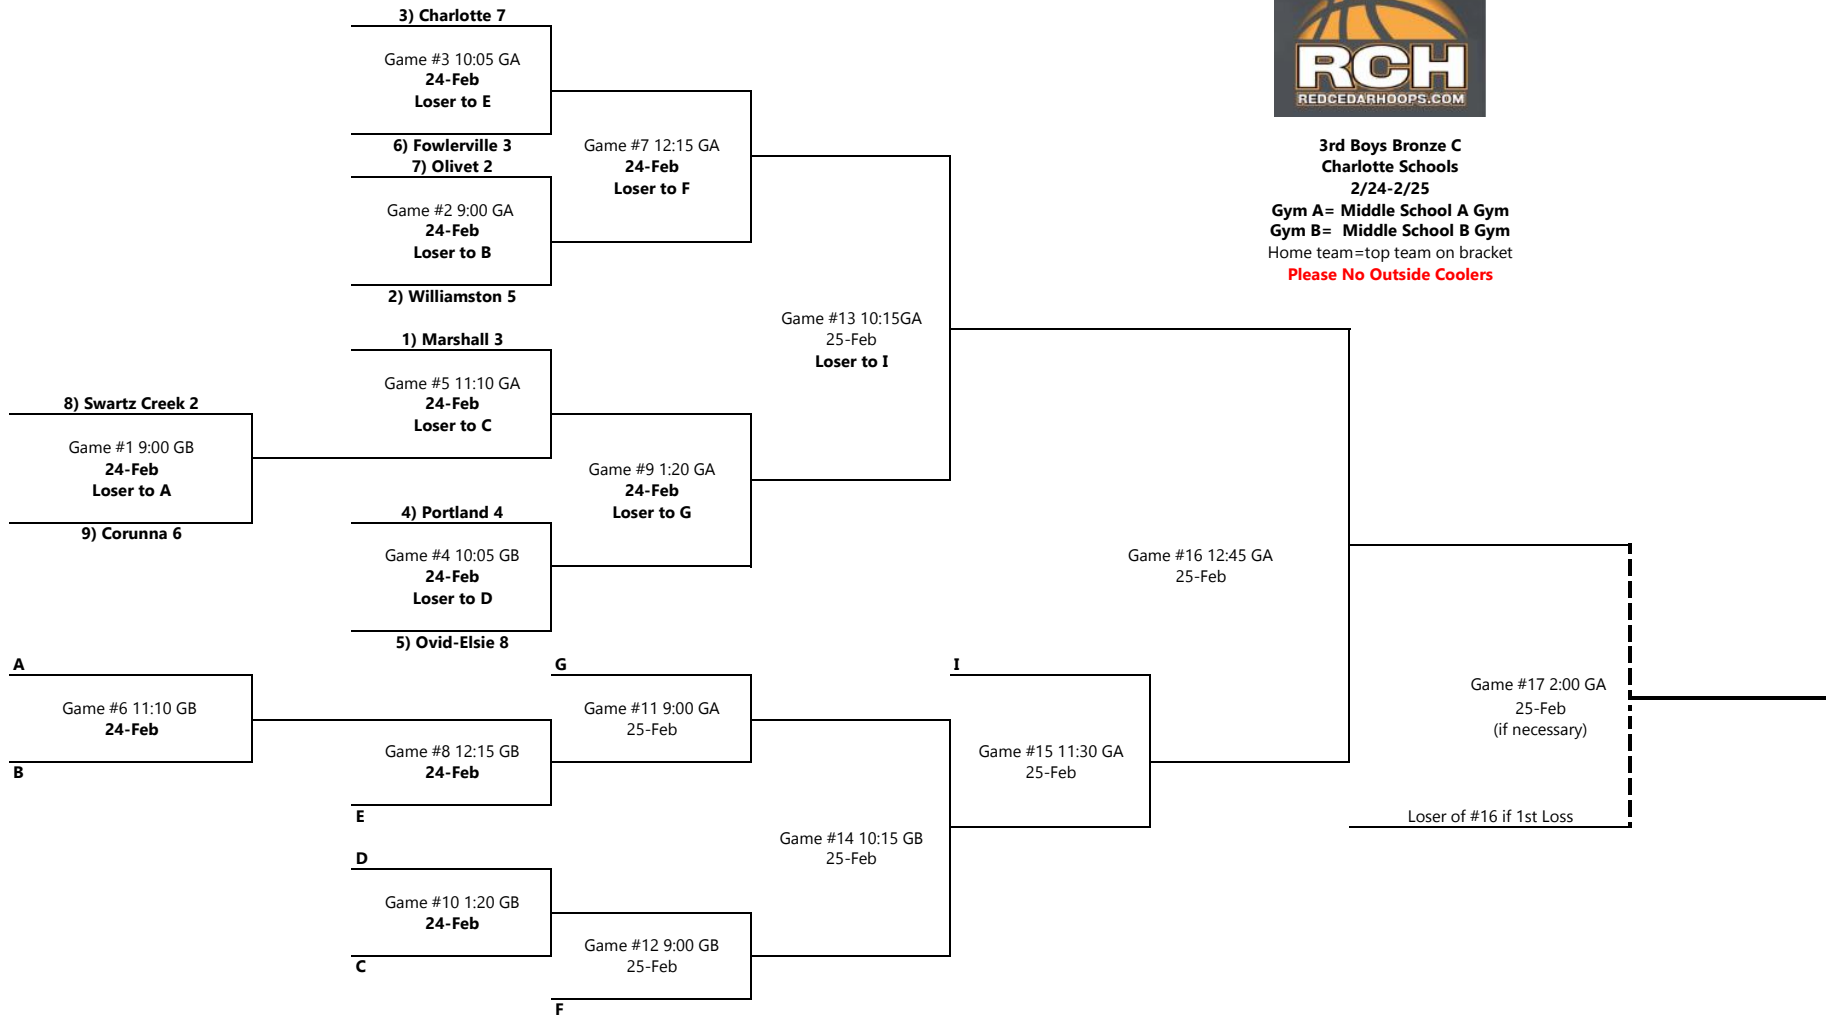 3) Charlotte 7
Game #3 10:05 GA
24-Feb
Loser to E
6) Fowlerville 3
7) Olivet 2
Game #2 9:00 GA
24-Feb
Loser to B
2) Williamston 5
1) Marshall 3
Game #5 11:10 GA
24-Feb
Loser to C
8) Swartz Creek 2
Game #1 9:00 GB
24-Feb
Loser to A
9) Corunna 6
4) Portland 4
Game #4 10:05 GB
24-Feb
Loser to D
5) Ovid-Elsie 8
Game #7 12:15 GA
24-Feb
Loser to F
Game #9 1:20 GA
24-Feb
Loser to G
Game #13 10:15GA
25-Feb
Loser to I
RCH
REDCEDARHOOPS.COM
3rd Boys Bronze C
Charlotte Schools
2/24-2/25
Gym A= Middle School A Gym
Gym B=  Middle School B Gym
Home team=top team on bracket
Please No Outside Coolers
Game #16 12:45 GA
25-Feb
A
Game #6 11:10 GB
24-Feb
B
Game #8 12:15 GB
24-Feb
E
D
Game #10 1:20 GB
24-Feb
C
G
Game #11 9:00 GA
25-Feb
Game #12 9:00 GB
25-Feb
F
Game #14 10:15 GB
25-Feb
I
Game #15 11:30 GA
25-Feb
Game #17 2:00 GA
25-Feb
(if necessary)
Loser of #16 if 1st Loss